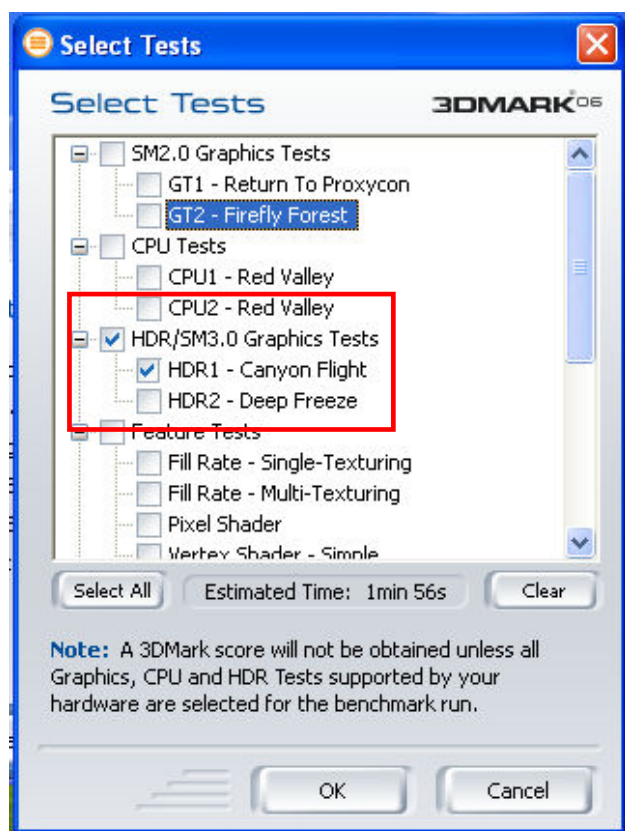 Select Tests
Select Tests 3DMARK®06
SM2.0 Graphics Tests
GT1 - Return To Proxycon
GT2 - Firefly Forest
CPU Tests
CPU1 - Red Valley
CPU2 - Red Valley
HDR/SM3.0 Graphics Tests
HDR1 - Canyon Flight
HDR2 - Deep Freeze
Feature Tests
Fill Rate - Single-Texturing
Fill Rate - Multi-Texturing
Pixel Shader
Vertex Shader - Simple
Select All Estimated Time: 1min 56s Clear
Note: A 3DMark score will not be obtained unless all
Graphics, CPU and HDR Tests supported by your
hardware are selected for the benchmark run.
OK Cancel